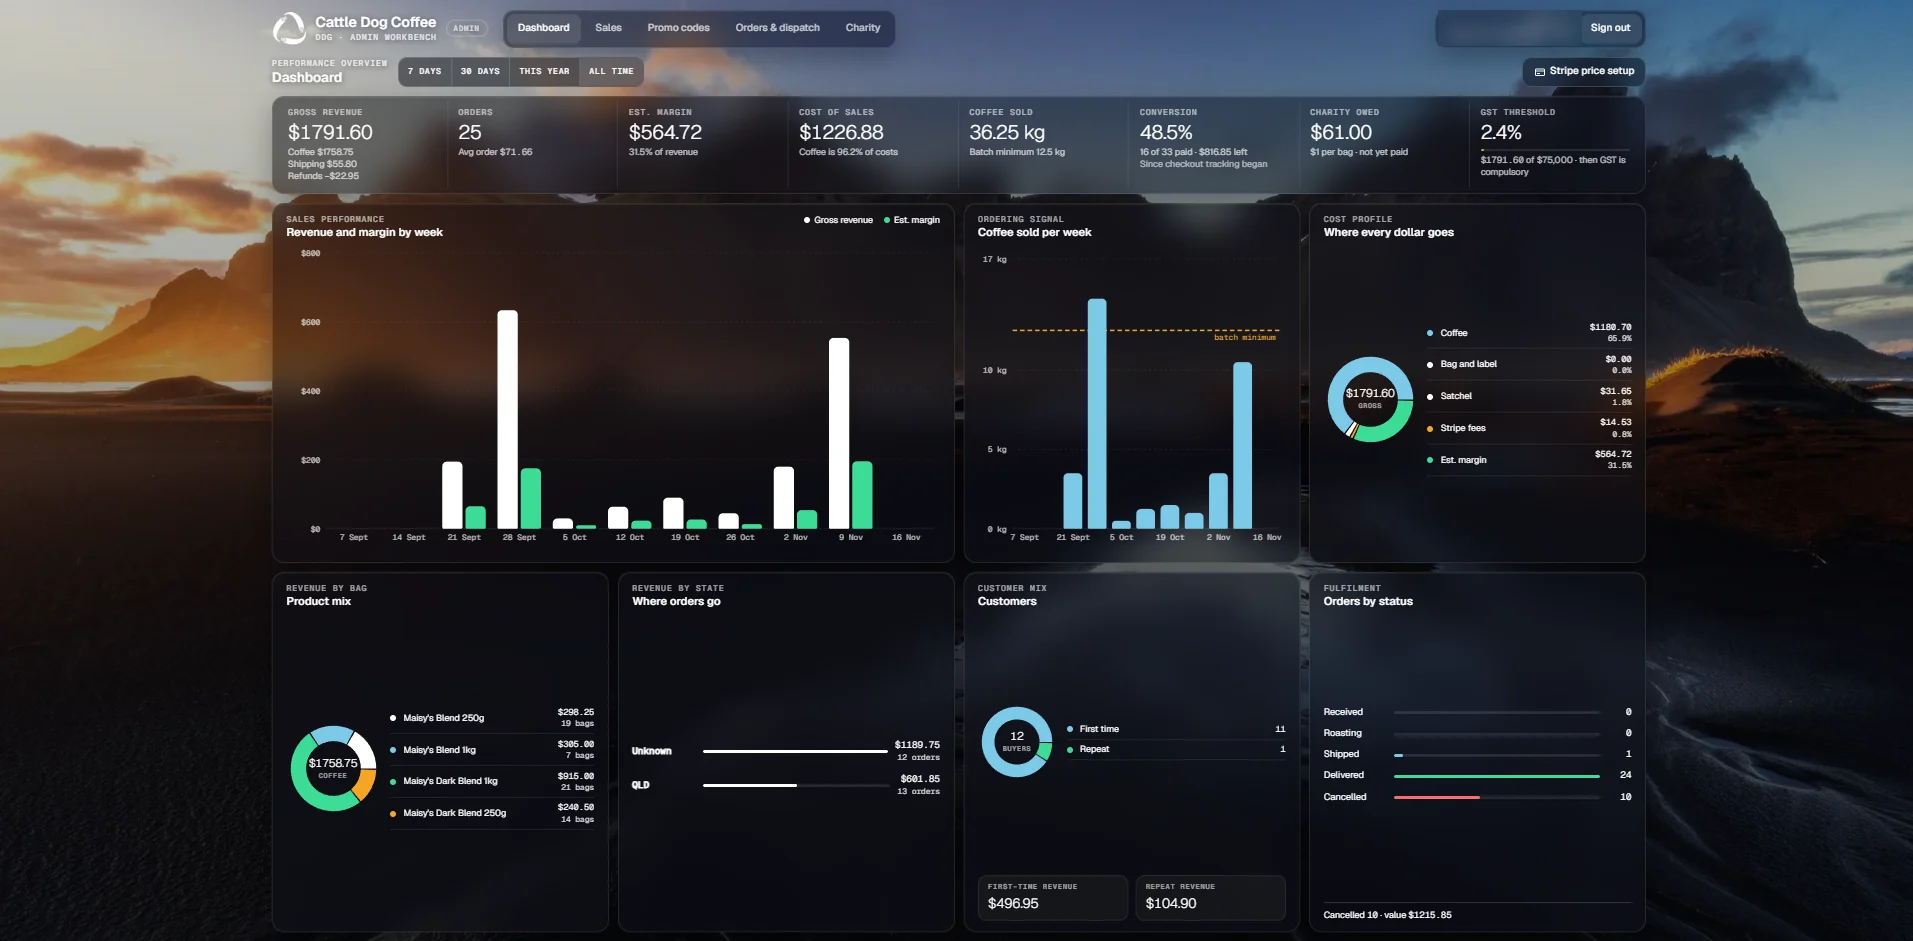 Cattle Dog Coffee
DOG · ADMIN WORKBENCH
ADMIN
Dashboard
Sales
Promo codes
Orders & dispatch
Charity
Sign out
PERFORMANCE OVERVIEW
Dashboard
7 DAYS
30 DAYS
THIS YEAR
ALL TIME
Stripe price setup
GROSS REVENUE
$1791.60
Coffee $1758.75
Shipping $55.80
Refunds –$22.95
ORDERS
25
Avg order $71.66
EST. MARGIN
$564.72
31.5% of revenue
COST OF SALES
$1226.88
Coffee is 96.2% of costs
COFFEE SOLD
36.25 kg
Batch minimum 12.5 kg
CONVERSION
48.5%
16 of 33 paid · $816.85 left
Since checkout tracking began
CHARITY OWED
$61.00
$1 per bag · not yet paid
GST THRESHOLD
2.4%
$1791.60 of $75,000 · then GST is
compulsory
SALES PERFORMANCE
Revenue and margin by week
Gross revenue
Est. margin
$800
$600
$400
$200
$0
7 Sept
14 Sept
21 Sept
28 Sept
5 Oct
12 Oct
19 Oct
26 Oct
2 Nov
9 Nov
16 Nov
ORDERING SIGNAL
Coffee sold per week
17 kg
batch minimum
10 kg
5 kg
0 kg
7 Sept
21 Sept
5 Oct
19 Oct
2 Nov
16 Nov
COST PROFILE
Where every dollar goes
$1791.60
GROSS
Coffee
$1180.70
65.9%
Bag and label
$0.00
0.0%
Satchel
$31.65
1.8%
Stripe fees
$14.53
0.8%
Est. margin
$564.72
31.5%
REVENUE BY BAG
Product mix
$1758.75
COFFEE
Maisy's Blend 250g
$298.25
19 bags
Maisy's Blend 1kg
$305.00
7 bags
Maisy's Dark Blend 1kg
$915.00
21 bags
Maisy's Dark Blend 250g
$240.50
14 bags
REVENUE BY STATE
Where orders go
Unknown
$1189.75
12 orders
QLD
$601.85
13 orders
CUSTOMER MIX
Customers
12
BUYERS
First time
11
Repeat
1
FIRST-TIME REVENUE
$496.95
REPEAT REVENUE
$104.90
FULFILMENT
Orders by status
Received
0
Roasting
0
Shipped
1
Delivered
24
Cancelled
10
Cancelled 10 · value $1215.85